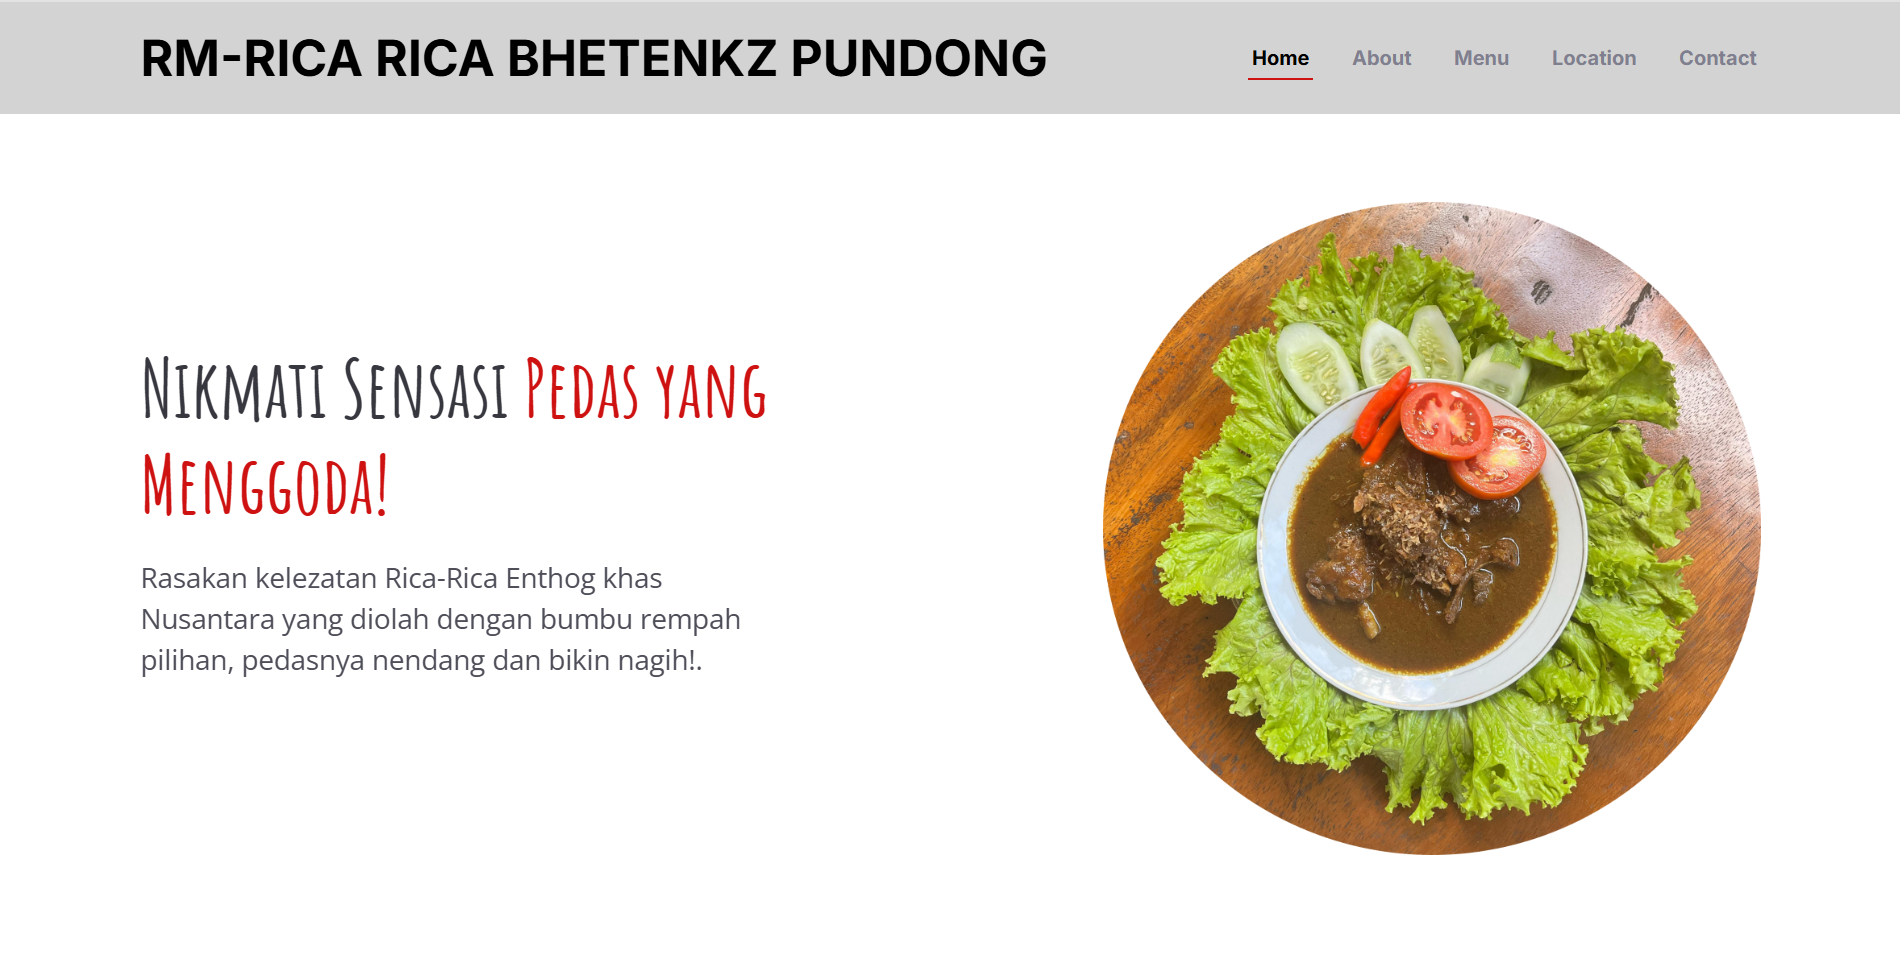 RM-RICA RICA BHETENKZ PUNDONG
Home About Menu Location Contact
Nikmati Sensasi Pedas yang
Menggoda!
Rasakan kelezatan Rica-Rica Enthog khas
Nusantara yang diolah dengan bumbu rempah
pilihan, pedasnya nendang dan bikin nagih!.